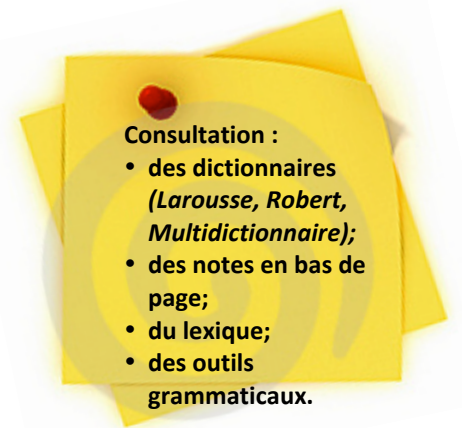 Consultation :
• des dictionnaires
(Larousse, Robert,
Multidictionnaire);
• des notes en bas de
page;
• du lexique;
• des outils
grammaticaux.